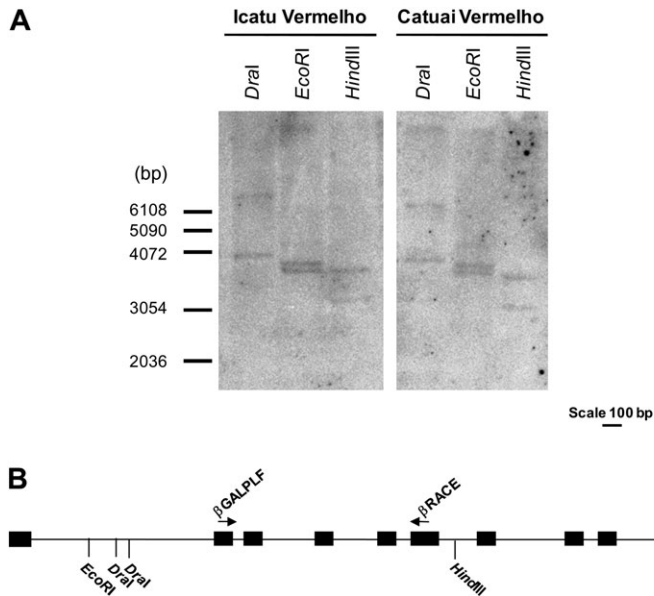 A
Icatu Vermelho
Catuai Vermelho
DraI
EcoRI
HindIII
DraI
EcoRI
HindIII
(bp)
6108
5090
4072
3054
2036
Scale 100 bp
B
βGALPLF
βRACE
EcoRI
DraI
DraI
HindIII